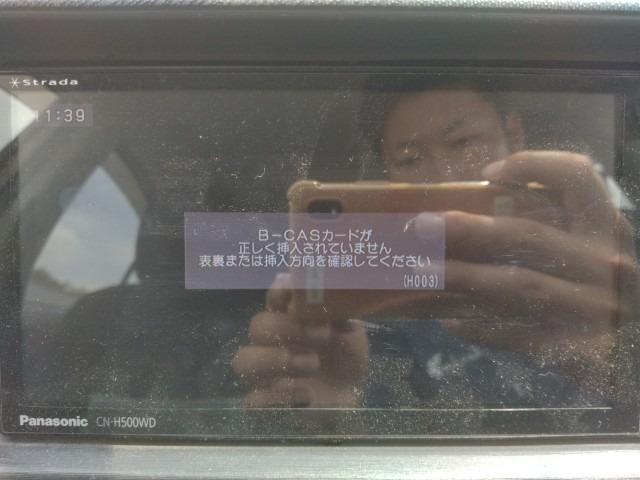 Strada
11:39
B-CASカードが
正しく挿入されていません
表裏または挿入方向を確認してください
(H003)
Panasonic CN-H500WD